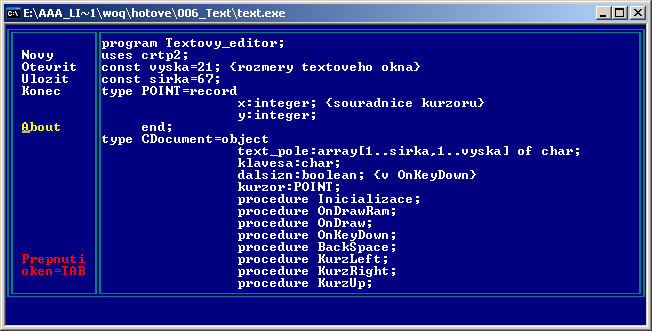 E:\AAA_LI~1\woq\hotove\006_Text\text.exe
Novy
Otevrit
Ulozit
Konec
About
Prepnuti
oken=TAB
program Textovy_editor;
uses crtp2;
const vyska=21; {rozmery textoveho okna}
const sirka=67;
type POINT=record
x:integer; {souradnice kurzoru}
y:integer;
end;
type CDocument=object
text_pole:array[1..sirka,1..vyska] of char;
klavesa:char;
dalsizn:boolean; {v OnKeyDown}
kurzor:POINT;
procedure Inicializace;
procedure OnDrawRam;
procedure OnDraw;
procedure OnKeyDown;
procedure BackSpace;
procedure KurzLeft;
procedure KurzRight;
procedure KurzUp;